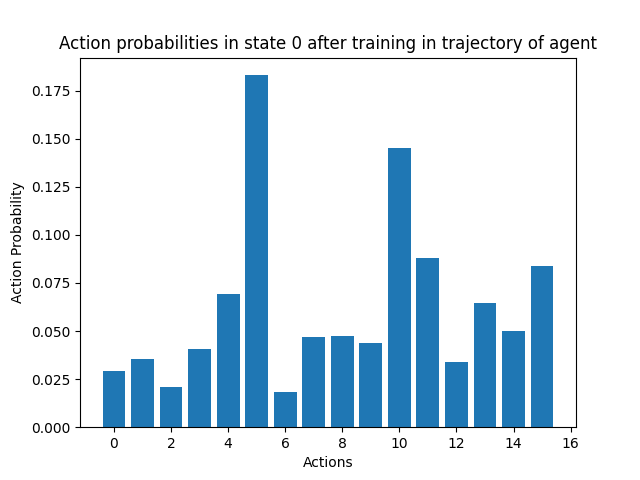 Action probabilities in state 0 after training in trajectory of agent
Action Probability
0.175
0.150
0.125
0.100
0.075
0.050
0.025
0.000
0 2 4 6 8 10 12 14 16
Actions